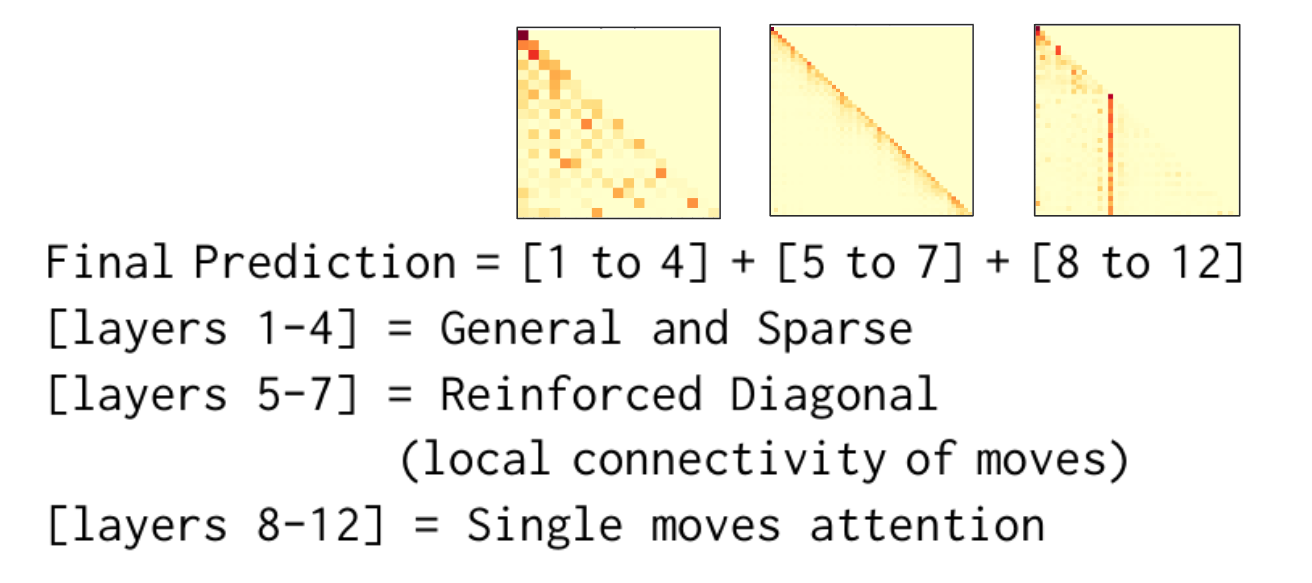 Final Prediction = [1 to 4] + [5 to 7] + [8 to 12]
[layers 1-4] = General and Sparse
[layers 5-7] = Reinforced Diagonal
(local connectivity of moves)
[layers 8-12] = Single moves attention